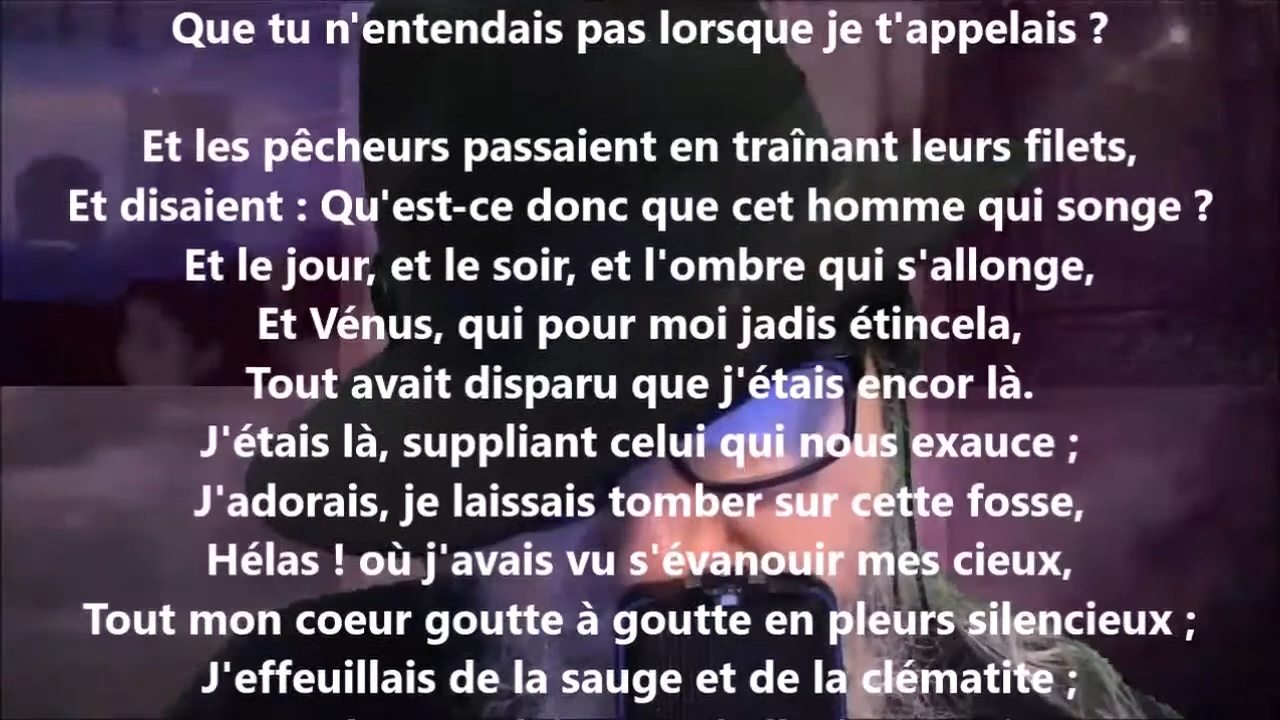 Que tu n'entendais pas lorsque je t'appelais ?
Et les pêcheurs passaient en traînant leurs filets,
Et disaient : Qu'est-ce donc que cet homme qui songe ?
Et le jour, et le soir, et l'ombre qui s'allonge,
Et Vénus, qui pour moi jadis étincela,
Tout avait disparu que j'étais encor là.
J'étais là, suppliant celui qui nous exauce ;
J'adorais, je laissais tomber sur cette fosse,
Hélas ! où j'avais vu s'évanouir mes cieux,
Tout mon coeur goutte à goutte en pleurs silencieux ;
J'effeuillais de la sauge et de la clématite ;